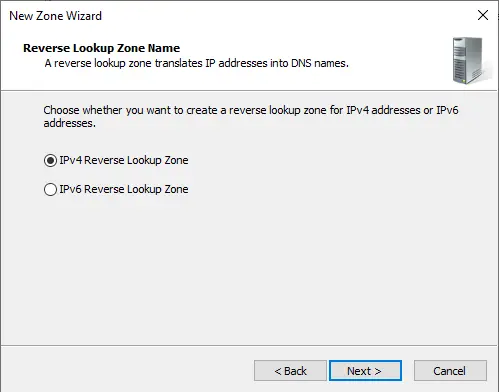 New Zone Wizard
Reverse Lookup Zone Name
A reverse lookup zone translates IP addresses into DNS names.
Choose whether you want to create a reverse lookup zone for IPv4 addresses or IPv6
addresses.
IPv4 Reverse Lookup Zone
IPv6 Reverse Lookup Zone
< Back Next > Cancel